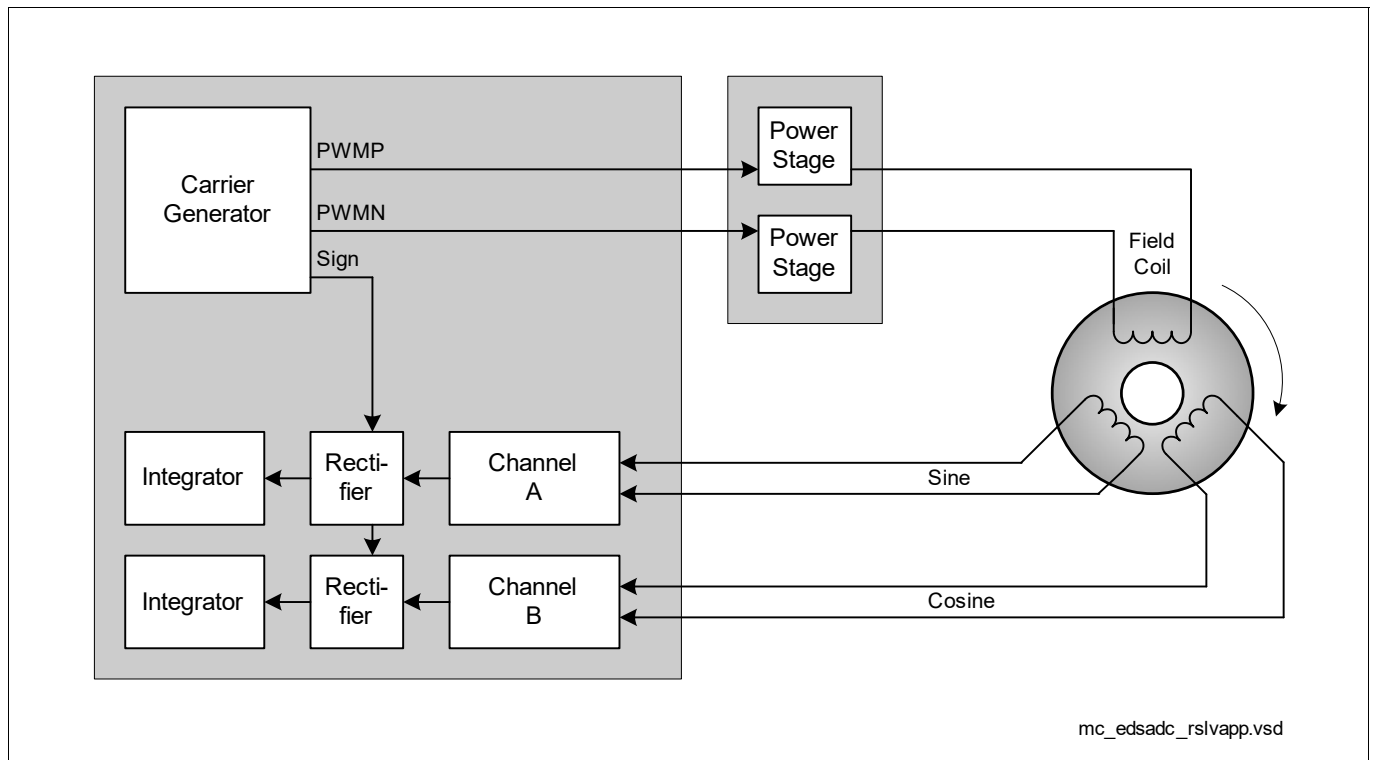 Carrier
Generator
PWMP
PWMN
Sign
Power
Stage
Power
Stage
Field
Coil
Integrator
Recti-
fier
Channel
A
Sine
Integrator
Recti-
fier
Channel
B
Cosine
mc_edsadc_rslvapp.vsd